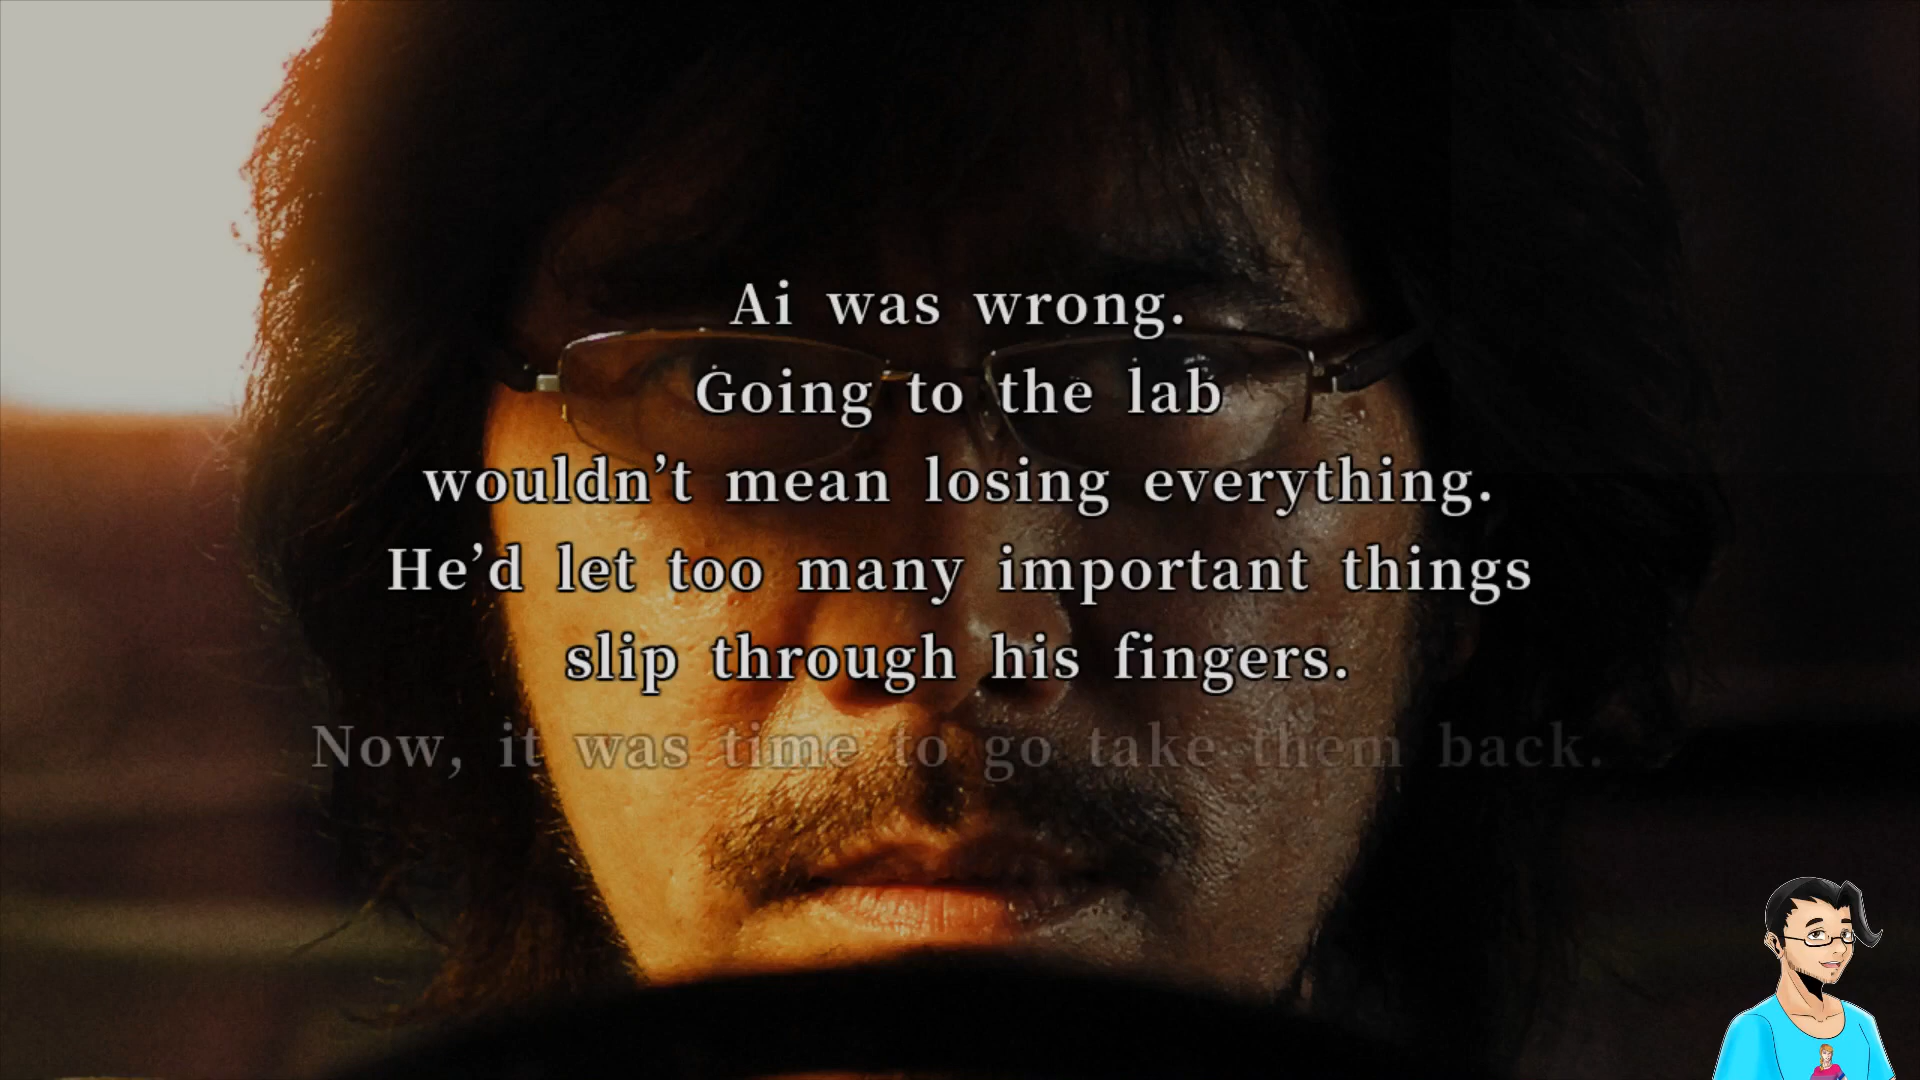 Ai was wrong.
Going to the lab
wouldn’t mean losing everything.
He’d let too many important things
slip through his fingers.
Now, it was time to go take them back.